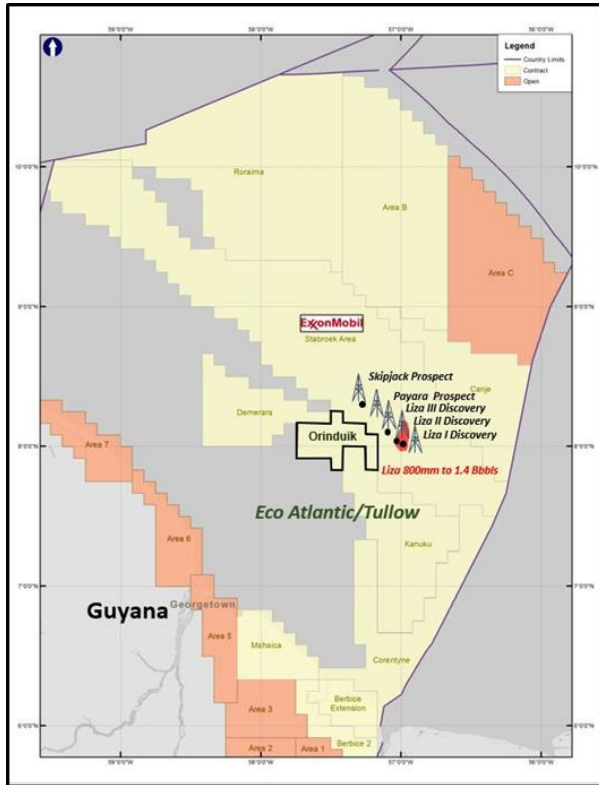 59°0'0"W
58°0'0"W
57°0'0"W
56°0'0"W
Legend
Country Limits
Contract
Open
10°0'0"N
10°0'0"N
Roraima
Area B
Area C
9°0'0"N
9°0'0"N
ExxonMobil
Stabroek Area
Skipjack Prospect
Canje
Payara Prospect
Liza III Discovery
Demerara
Liza II Discovery
Orinduik
Liza I Discovery
Area 7
8°0'0"N
8°0'0"N
Liza 800mm to 1.4 Bbbls
Eco Atlantic/Tullow
Area 6
Kanuku
7°0'0"N
7°0'0"N
Guyana
Georgetown
Area 5
Mahaica
Corentyne
Area 3
Berbice
Extension
6°0'0"N
6°0'0"N
Area 2
Area 1
Berbice 2
59°0'0"W
58°0'0"W
57°0'0"W
56°0'0"W